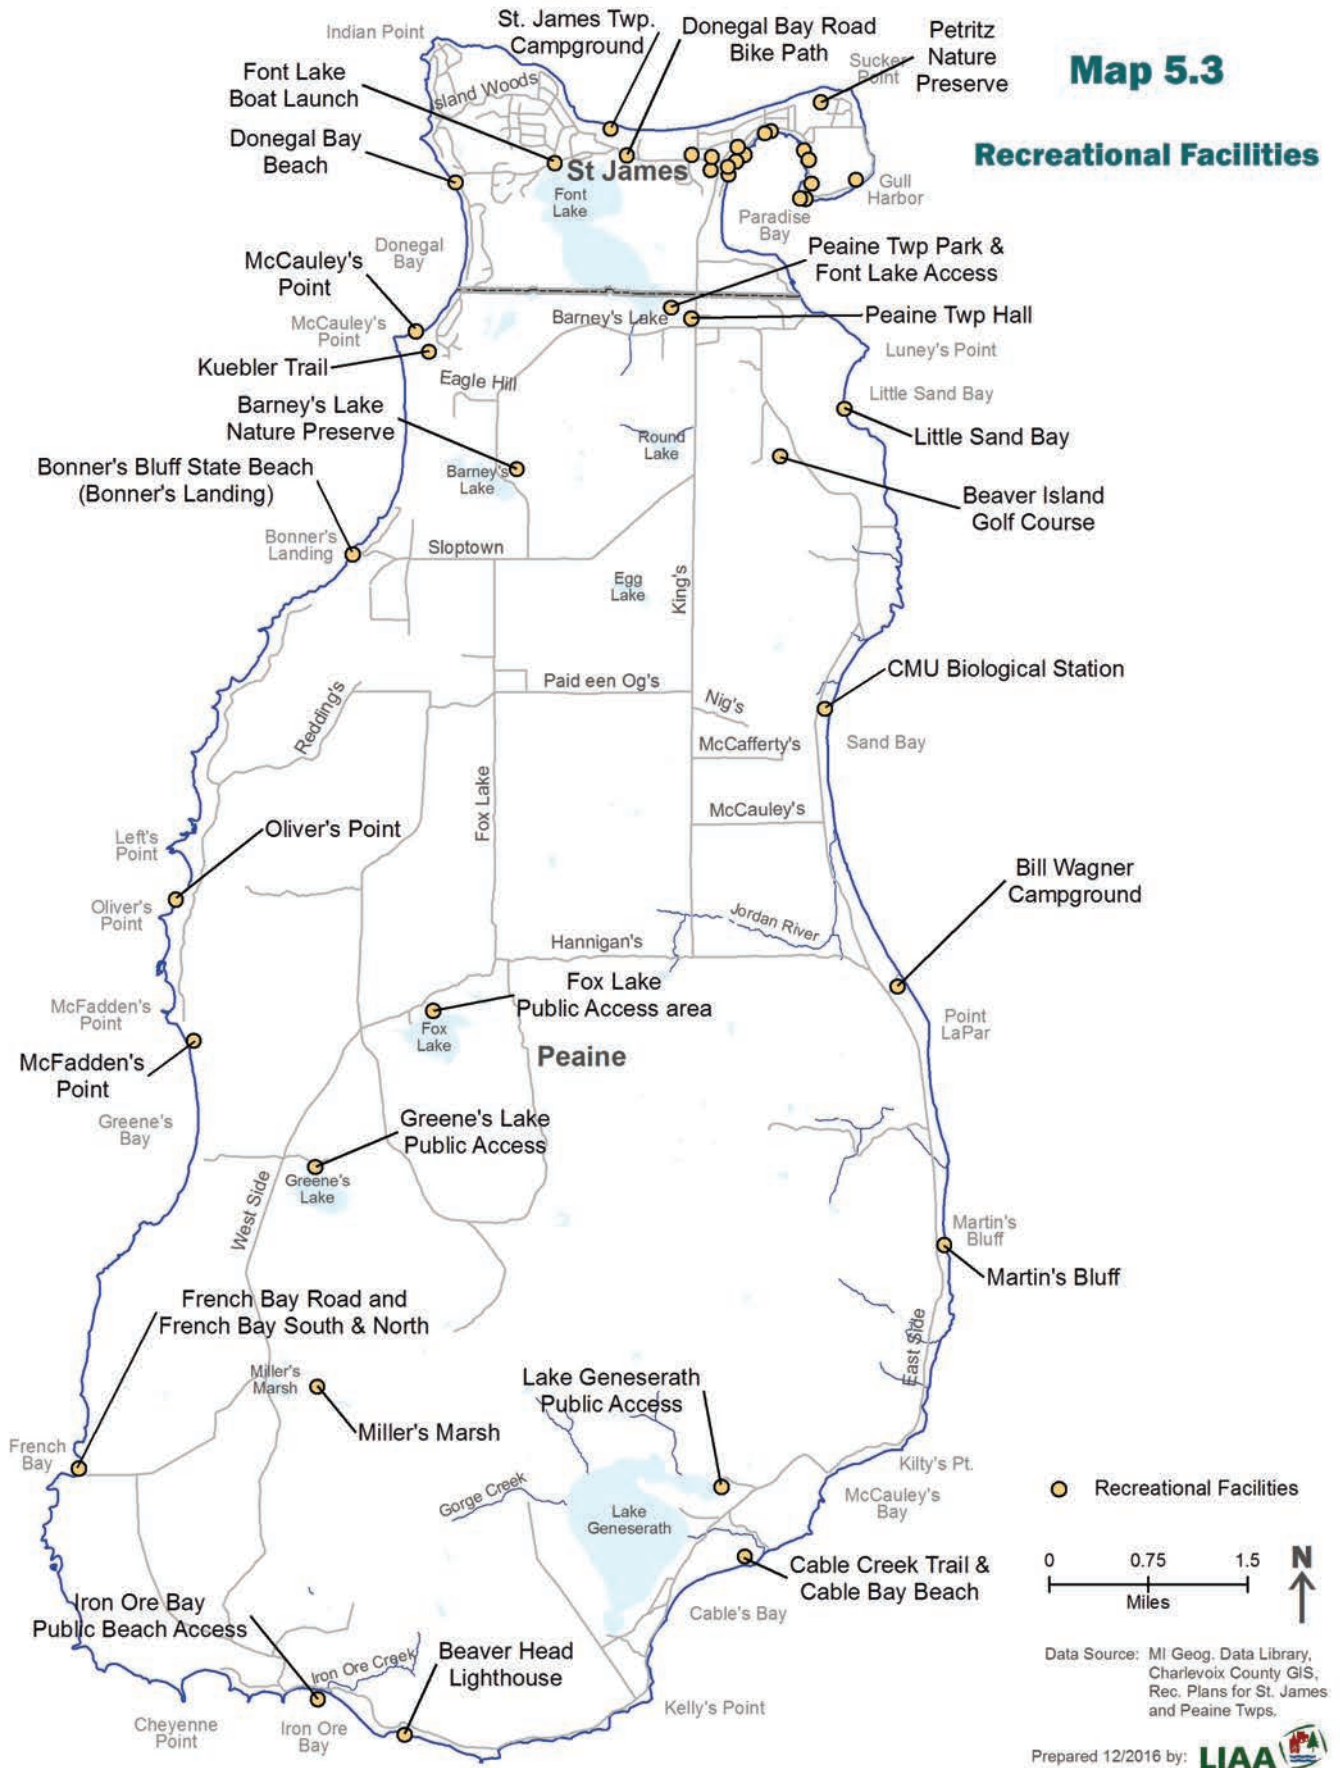 Map 5.3
Recreational Facilities
Indian Point
St. James Twp.
Campground
Donegal Bay Road
Bike Path
Petritz
Nature
Preserve
Sucker
Point
Font Lake
Boat Launch
sland Woods
Donegal Bay
Beach
St James
Font
Lake
Gull
Harbor
Paradise
Bay
Donegal
Bay
Peaine Twp Park &
Font Lake Access
McCauley's
Point
McCauley's
Point
Barney's Lake
Peaine Twp Hall
Luney's Point
Kuebler Trail
Eagle Hill
Little Sand Bay
Barney's Lake
Nature Preserve
Round
Lake
Little Sand Bay
Bonner's Bluff State Beach
(Bonner's Landing)
Barney's
Lake
Beaver Island
Golf Course
Bonner's
Landing
Sloptown
Egg
Lake
King's
CMU Biological Station
Paid een Og's
Nig's
Redding's
McCafferty's
Sand Bay
Fox Lake
McCauley's
Left's
Point
Oliver's Point
Oliver's
Point
Bill Wagner
Campground
Jordan River
Hannigan's
McFadden's
Point
Fox Lake
Public Access area
Fox
Lake
Point
LaPar
McFadden's
Point
Peaine
Greene's
Bay
Greene's Lake
Public Access
Greene's
Lake
West Side
Martin's
Bluff
Martin's Bluff
French Bay Road and
French Bay South & North
East Side
Miller's
Marsh
Lake Geneserath
Public Access
Miller's Marsh
French
Bay
Kilty's Pt.
Gorge Creek
McCauley's
Bay
Lake
Geneserath
Recreational Facilities
0 0.75 1.5
Miles
N
Cable Creek Trail &
Cable Bay Beach
Cable's Bay
Iron Ore Bay
Public Beach Access
Iron Ore Creek
Beaver Head
Lighthouse
Kelly's Point
Cheyenne
Point
Iron Ore
Bay
Data Source: MI Geog. Data Library,
Charlevoix County GIS,
Rec. Plans for St. James
and Peaine Twps.
Prepared 12/2016 by: LIAA